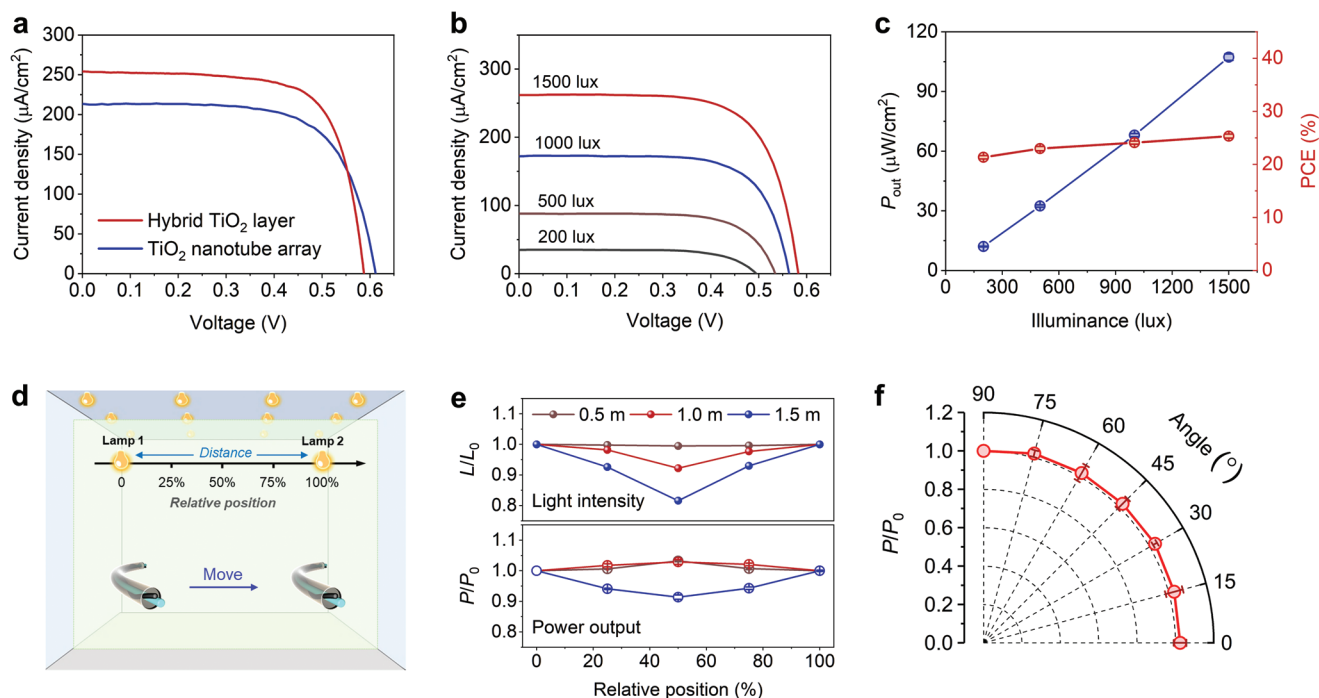 a
300
250
200
150
100
50
0
Current density (μA/cm²)
Hybrid TiO₂ layer
TiO₂ nanotube array
0.0 0.1 0.2 0.3 0.4 0.5 0.6
Voltage (V)
b
300
200
100
0
Current density (μA/cm²)
1500 lux
1000 lux
500 lux
200 lux
0.0 0.1 0.2 0.3 0.4 0.5 0.6
Voltage (V)
c
120
90
60
30
0
Pout (μW/cm²)
40
30
20
10
0
PCE (%)
300 600 900 1200 1500
Illuminance (lux)
d
Lamp 1 Lamp 2
Distance
0 25% 50% 75% 100%
Relative position
Move
e
0.5 m 1.0 m 1.5 m
1.1
1.0
0.9
0.8
L/L₀
Light intensity
1.1
1.0
0.9
0.8
P/P₀
Power output
0 20 40 60 80 100
Relative position (%)
f
1.2
1.0
0.8
0.6
0.4
0.2
0.0
P/P₀
90
75
60
45
30
15
0
Angle (°)